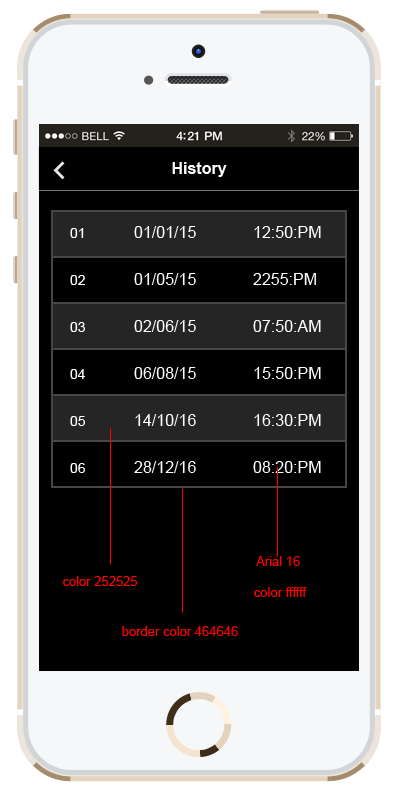 BELL 4:21 PM 22%
History
01 01/01/15 12:50:PM
02 01/05/15 2255:PM
03 02/06/15 07:50:AM
04 06/08/15 15:50:PM
05 14/10/16 16:30:PM
06 28/12/16 08:20:PM
Arial 16
color 252525
color ffffff
border color 464646